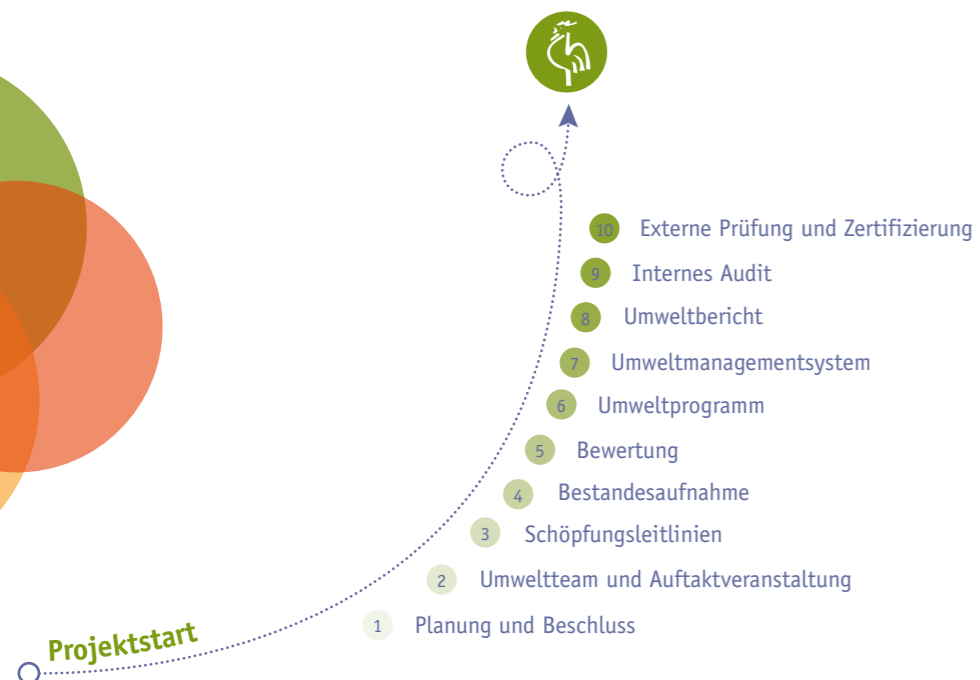 10 Externe Prüfung und Zertifizierung
9 Internes Audit
8 Umweltbericht
7 Umweltmanagementsystem
6 Umweltprogramm
5 Bewertung
4 Bestandesaufnahme
3 Schöpfungsleitlinien
2 Umweltteam und Auftaktveranstaltung
1 Planung und Beschluss
Projektstart